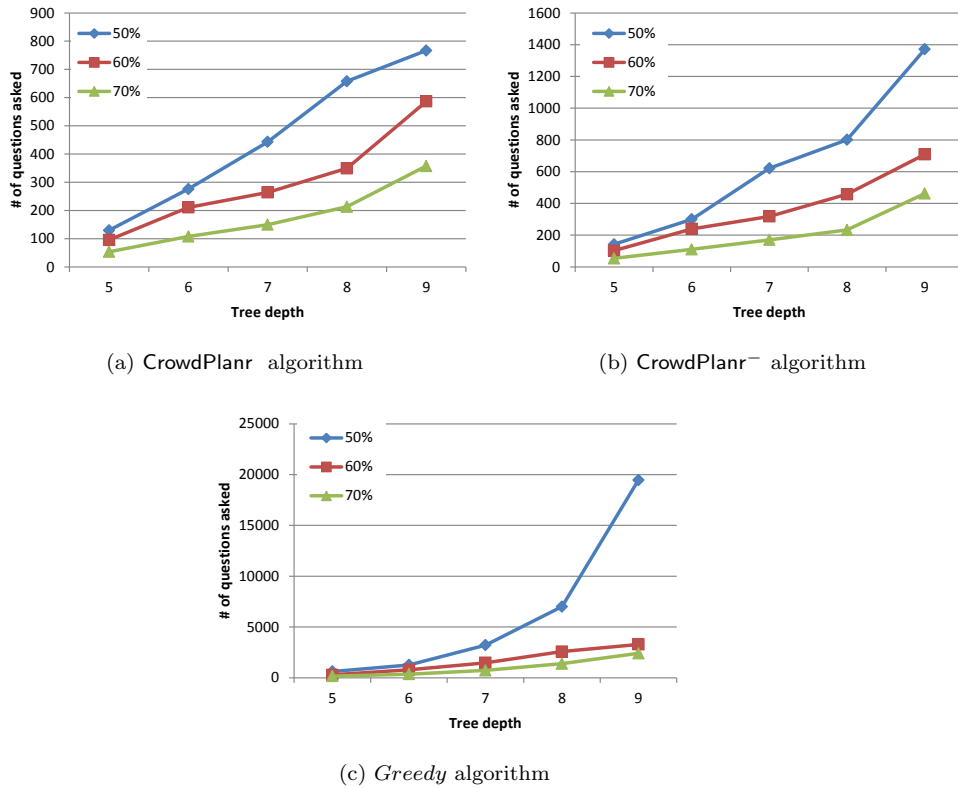 900
800
700
600
500
400
300
200
100
0
# of questions asked
50%
60%
70%
5 6 7 8 9
Tree depth
(a) CrowdPlanr algorithm
1600
1400
1200
1000
800
600
400
200
0
# of questions asked
50%
60%
70%
5 6 7 8 9
Tree depth
(b) CrowdPlanr⁻ algorithm
25000
20000
15000
10000
5000
0
# of questions asked
50%
60%
70%
5 6 7 8 9
Tree depth
(c) Greedy algorithm